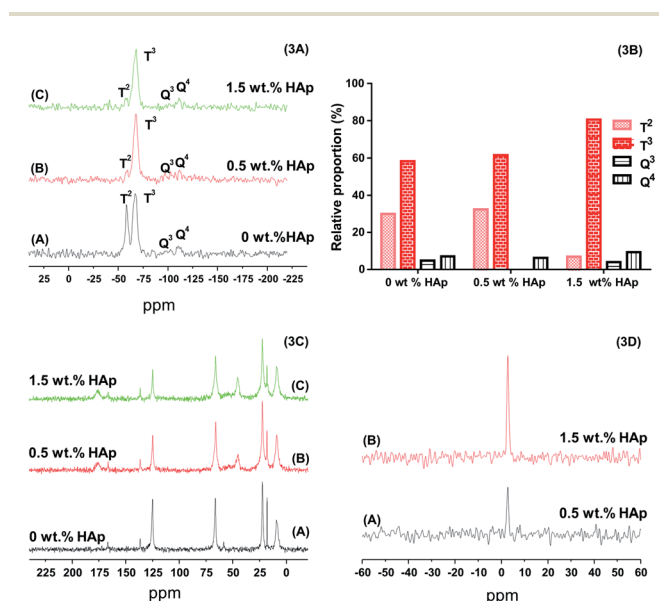 (3A)
T³
(C)
T²
1.5 wt.% HAp
Q³ Q⁴
T³
(B)
T²
0.5 wt.% HAp
Q³ Q⁴
T² T³
(A)
0 wt.%HAp
Q³ Q⁴
25 0 -25 -50 -75 -100 -125 -150 -175 -200 -225
ppm
(3B)
Relative proportion (%)
100
80
60
40
20
0
T²
T³
Q³
Q⁴
0 wt % HAp 0.5 wt % HAp 1.5 wt% HAp
(3C)
1.5 wt.% HAp
(C)
0.5 wt.% HAp
(B)
0 wt.% HAp
(A)
225 200 175 150 125 100 75 50 25 0
ppm
(3D)
(B)
1.5 wt.% HAp
(A)
0.5 wt.% HAp
-60 -50 -40 -30 -20 -10 0 10 20 30 40 50 60
ppm